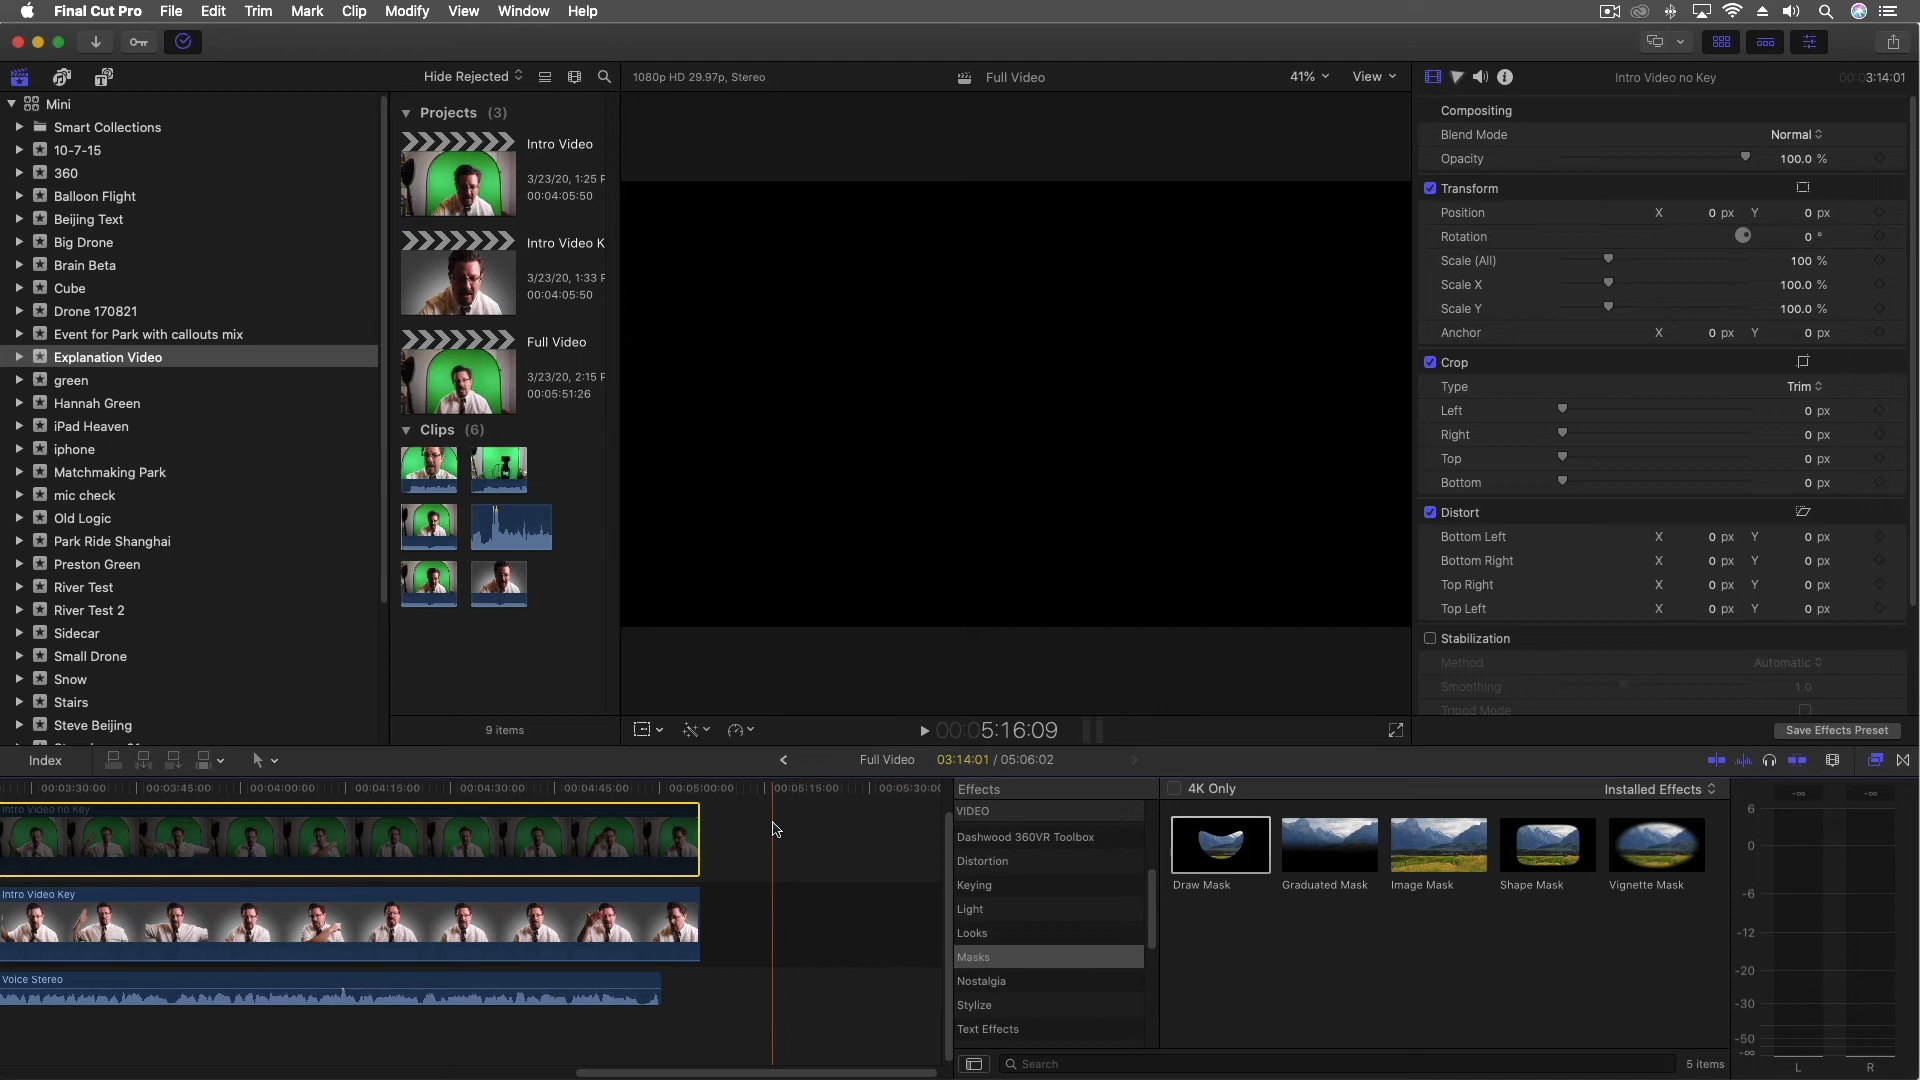 Final Cut Pro File Edit Trim Mark Clip Modify View Window Help
Hide Rejected
1080p HD 29.97p, Stereo Full Video 41% View
Intro Video no Key 00:003:14:01
Mini
Smart Collections
10-7-15
360
Balloon Flight
Beijing Text
Big Drone
Brain Beta
Cube
Drone 170821
Event for Park with callouts mix
Explanation Video
green
Hannah Green
iPad Heaven
iphone
Matchmaking Park
mic check
Old Logic
Park Ride Shanghai
Preston Green
River Test
River Test 2
Sidecar
Small Drone
Snow
Stairs
Steve Beijing
Projects (3)
Intro Video
3/23/20, 1:25 P
00:04:05:50
Intro Video K
3/23/20, 1:33 P
00:04:05:50
Full Video
3/23/20, 2:15 P
00:05:51:26
Clips (6)
9 items
00:005:16:09
Compositing
Blend Mode Normal
Opacity 100.0 %
Transform
Position X 0 px Y 0 px
Rotation 0 °
Scale (All) 100 %
Scale X 100.0 %
Scale Y 100.0 %
Anchor X 0 px Y 0 px
Crop
Type Trim
Left 0 px
Right 0 px
Top 0 px
Bottom 0 px
Distort
Bottom Left X 0 px Y 0 px
Bottom Right X 0 px Y 0 px
Top Right X 0 px Y 0 px
Top Left X 0 px Y 0 px
Stabilization
Method Automatic
Smoothing 1.0
Tripod Mode
Save Effects Preset
Index Full Video 03:14:01 / 05:06:02
00:03:30:00 00:03:45:00 00:04:00:00 00:04:15:00 00:04:30:00 00:04:45:00 00:05:00:00 00:05:15:00 00:05:30:00
Intro Video no Key
Intro Video Key
Voice Stereo
Effects
VIDEO
Dashwood 360VR Toolbox
Distortion
Keying
Light
Looks
Masks
Nostalgia
Stylize
Text Effects
4K Only Installed Effects
Draw Mask Graduated Mask Image Mask Shape Mask Vignette Mask
Search 5 items
-∞ -∞
6
0
-6
-12
-20
-30
-50
-∞
L R